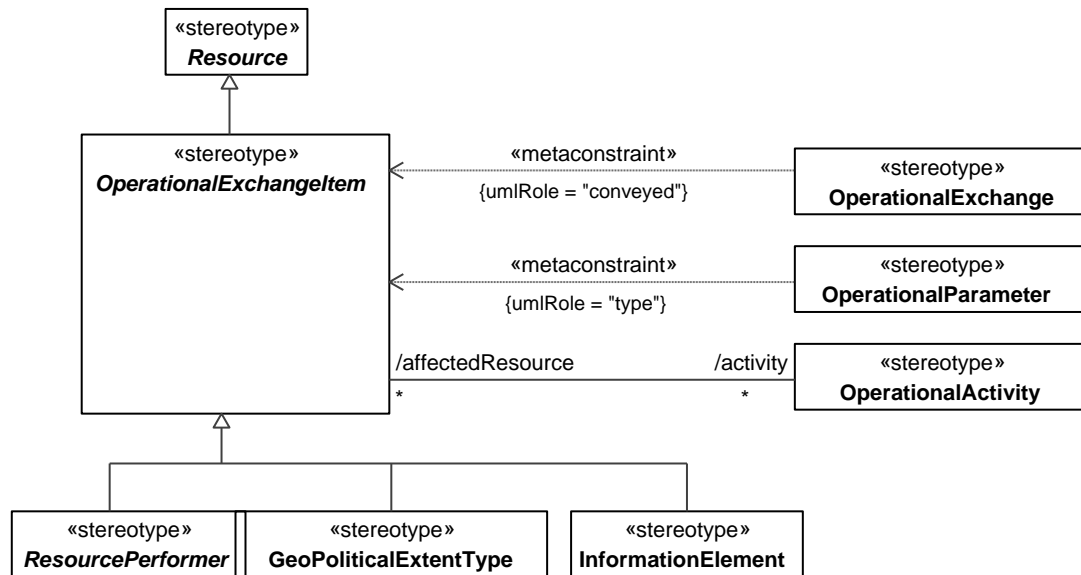 «stereotype»
Resource
«stereotype»
OperationalExchangeItem
«metaconstraint»
{umlRole = "conveyed"}
«stereotype»
OperationalExchange
«metaconstraint»
{umlRole = "type"}
«stereotype»
OperationalParameter
/affectedResource
*
/activity
*
«stereotype»
OperationalActivity
«stereotype»
ResourcePerformer
«stereotype»
GeoPoliticalExtentType
«stereotype»
InformationElement